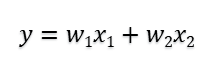 y = w₁x₁ + w₂x₂